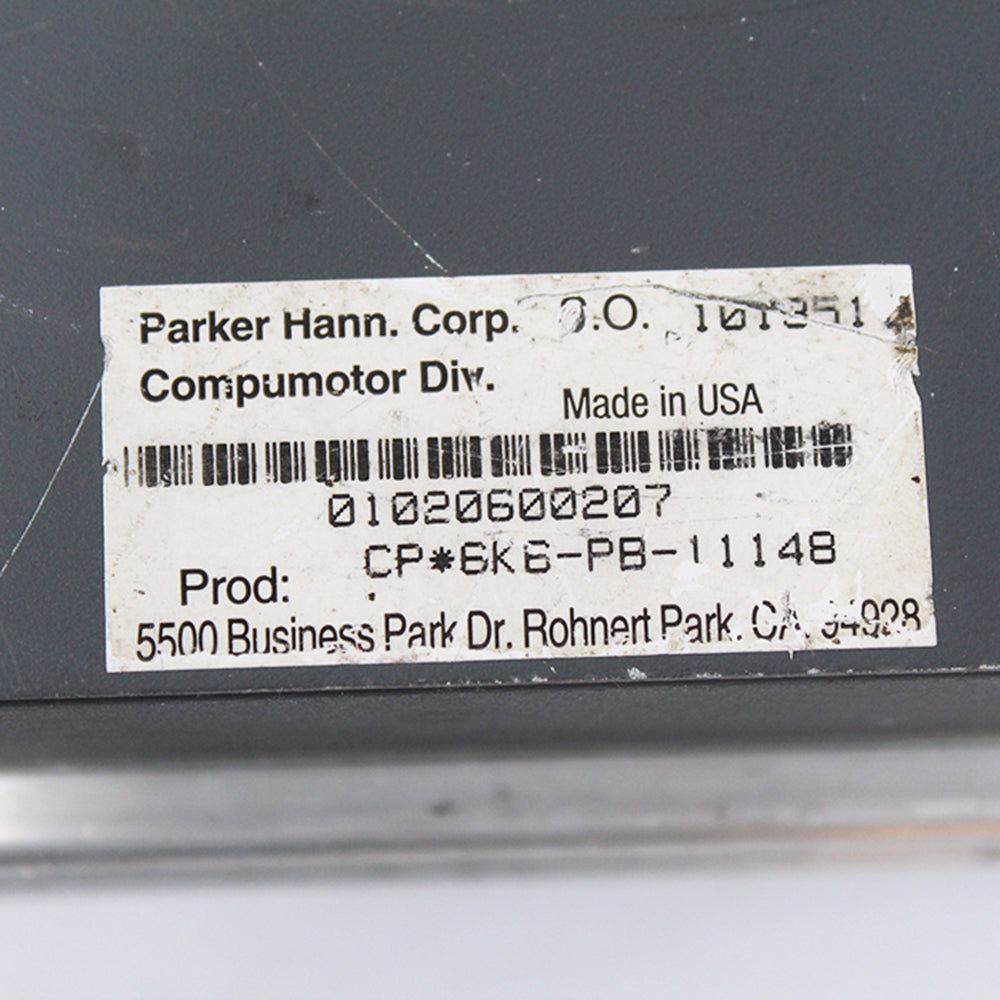 Parker Hann. Corp. S.O.
Compumotor Div.
Made in USA
01020600207
Prod: CP*6K6-PB-11148
5500 Business Park Dr. Rohnert Park, CA, 94928